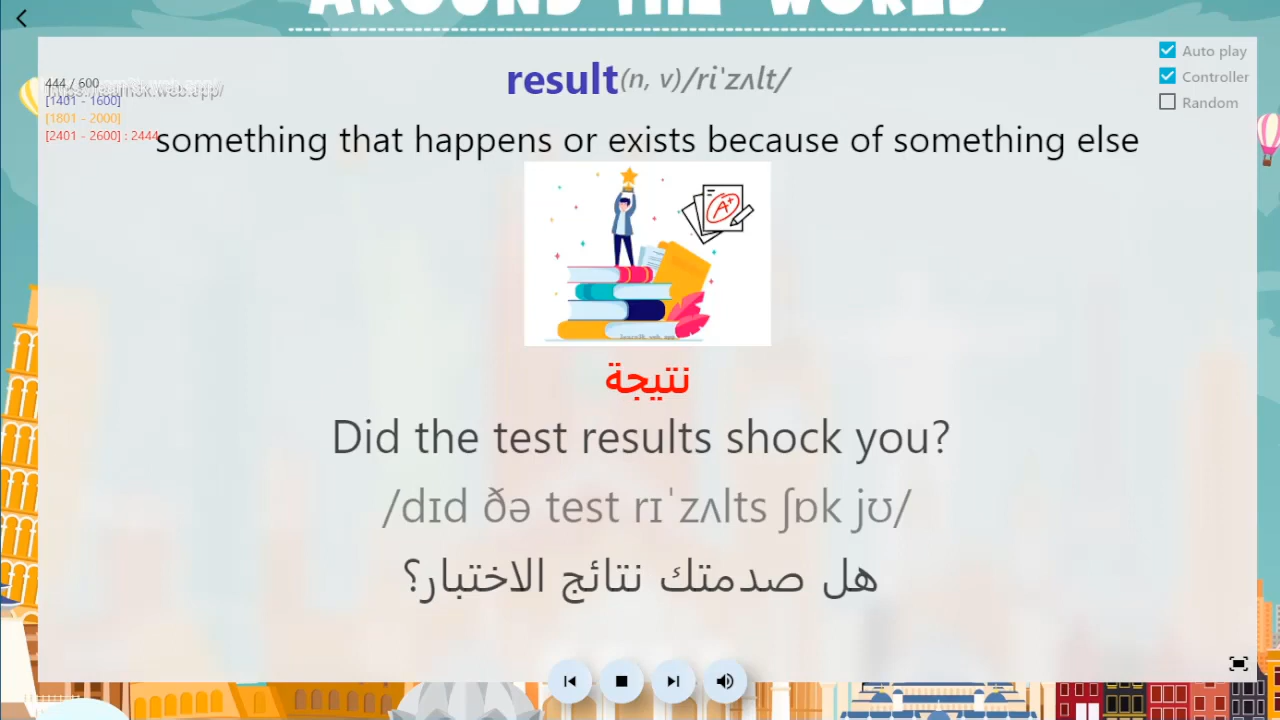 AROUND THE WORLD
Auto play
Controller
Random
444 / 600
[1401 - 1600]
[1801 - 2000]
[2401 - 2600] : 2444
result(n, v)/ri'zʌlt/
something that happens or exists because of something else
A+
نتيجة
Did the test results shock you?
/dɪd ðə test rɪˈzʌlts ʃɒk jʊ/
هل صدمتك نتائج الاختبار؟